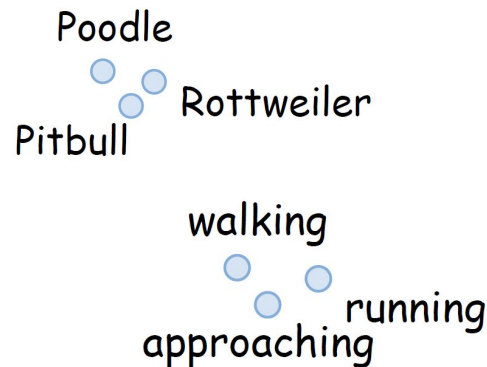 Poodle
Rottweiler
Pitbull
walking
running
approaching